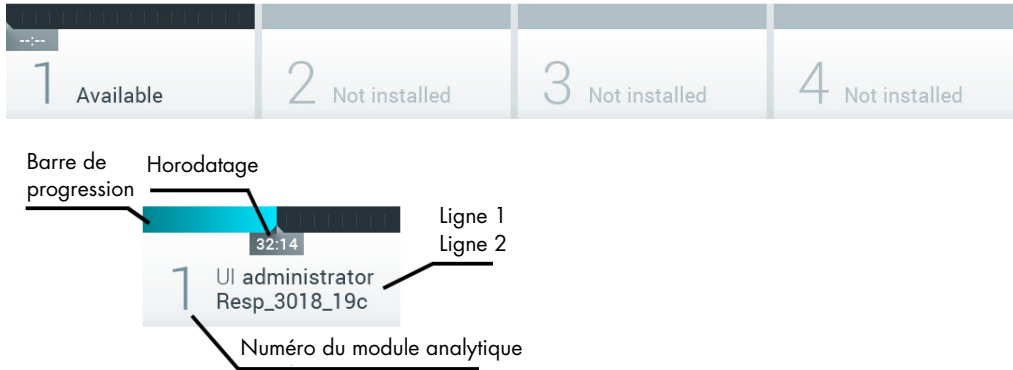 --:--
1 Available
2 Not installed
3 Not installed
4 Not installed
Barre de
progression
Horodatage
Ligne 1
Ligne 2
32:14
1
UI administrator
Resp_3018_19c
Numéro du module analytique